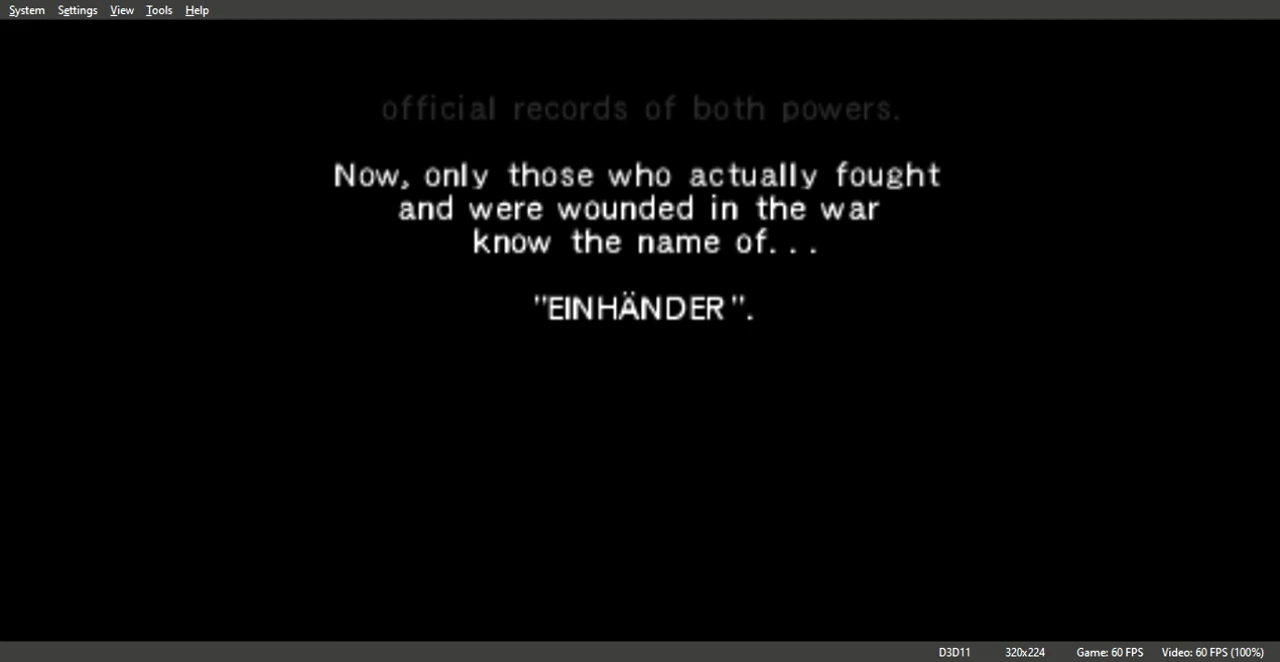 System Settings View Tools Help
official records of both powers.
Now, only those who actually fought
and were wounded in the war
know the name of...
"EINHÄNDER".
D3D11 320x224 Game: 60 FPS Video: 60 FPS (100%)